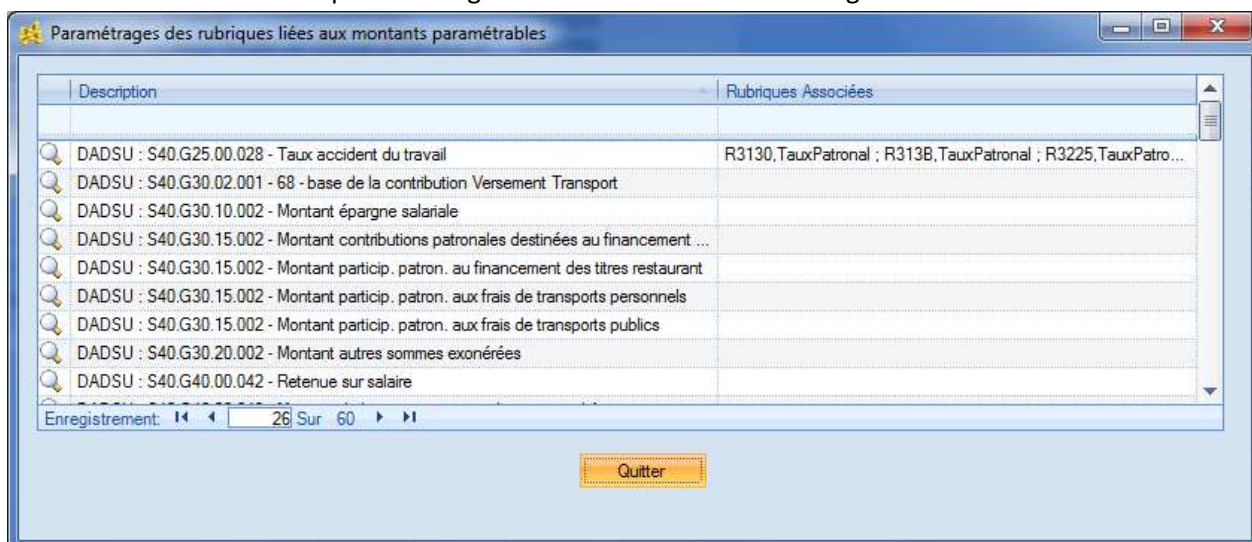 Paramétrages des rubriques liées aux montants paramétrables
Description Rubriques Associées
DADSU : S40.G25.00.028 - Taux accident du travail R3130,TauxPatronal ; R313B,TauxPatronal ; R3225,TauxPatro...
DADSU : S40.G30.02.001 - 68 - base de la contribution Versement Transport
DADSU : S40.G30.10.002 - Montant épargne salariale
DADSU : S40.G30.15.002 - Montant contributions patronales destinées au financement ...
DADSU : S40.G30.15.002 - Montant particip. patron. au financement des titres restaurant
DADSU : S40.G30.15.002 - Montant particip. patron. aux frais de transports personnels
DADSU : S40.G30.15.002 - Montant particip. patron. aux frais de transports publics
DADSU : S40.G30.20.002 - Montant autres sommes exonérées
DADSU : S40.G40.00.042 - Retenue sur salaire
Enregistrement: 26 Sur 60
Quitter